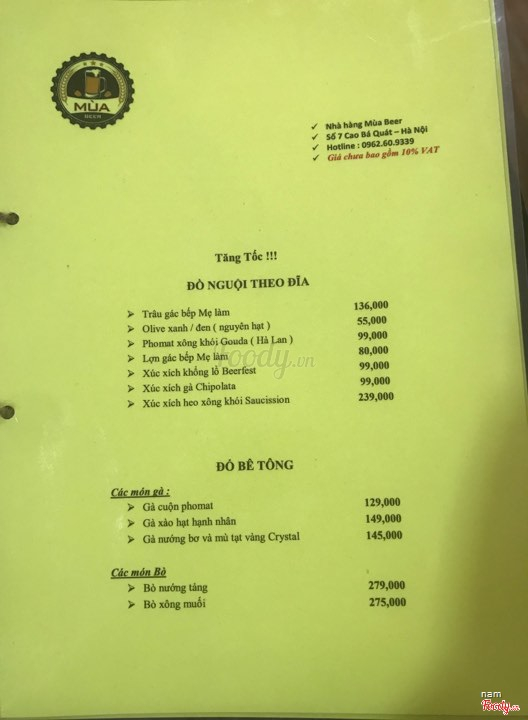 MÙA
BEER
✓ Nhà hàng Mùa Beer
✓ Số 7 Cao Bá Quát – Hà Nội
✓ Hotline : 0962.60.9339
✓ Giá chưa bao gồm 10% VAT
Tăng Tốc !!!
ĐỒ NGUỘI THEO ĐĨA
➢ Trâu gác bếp Mẹ làm 136,000
➢ Olive xanh / đen ( nguyên hạt ) 55,000
➢ Phomat xông khói Gouda ( Hà Lan ) 99,000
➢ Lợn gác bếp Mẹ làm 80,000
➢ Xúc xích khổng lồ Beerfest 99,000
➢ Xúc xích gà Chipolata 99,000
➢ Xúc xích heo xông khói Saucission 239,000
foody.vn
ĐỔ BÊ TÔNG
Các món gà :
➢ Gà cuộn phomat 129,000
➢ Gà xào hạt hạnh nhân 149,000
➢ Gà nướng bơ và mù tạt vàng Crystal 145,000
Các món Bò
➢ Bò nướng tảng 279,000
➢ Bò xông muối 275,000
nam
Foody.vn